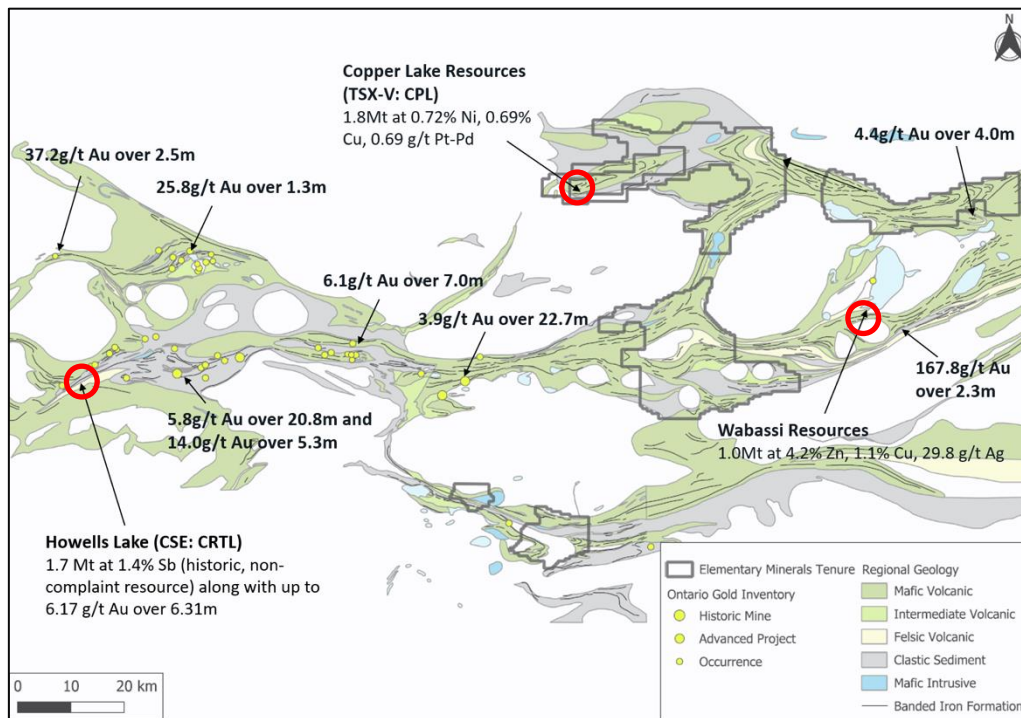 N
Copper Lake Resources
(TSX-V: CPL)
1.8Mt at 0.72% Ni, 0.69%
Cu, 0.69 g/t Pt-Pd
4.4g/t Au over 4.0m
37.2g/t Au over 2.5m
25.8g/t Au over 1.3m
6.1g/t Au over 7.0m
3.9g/t Au over 22.7m
167.8g/t Au
over 2.3m
5.8g/t Au over 20.8m and
14.0g/t Au over 5.3m
Wabassi Resources
1.0Mt at 4.2% Zn, 1.1% Cu, 29.8 g/t Ag
Howells Lake (CSE: CRTL)
1.7 Mt at 1.4% Sb (historic, non-
complaint resource) along with up to
6.17 g/t Au over 6.31m
0 10 20 km
Elementary Minerals Tenure
Ontario Gold Inventory
Historic Mine
Advanced Project
Occurrence
Regional Geology
Mafic Volcanic
Intermediate Volcanic
Felsic Volcanic
Clastic Sediment
Mafic Intrusive
Banded Iron Formation